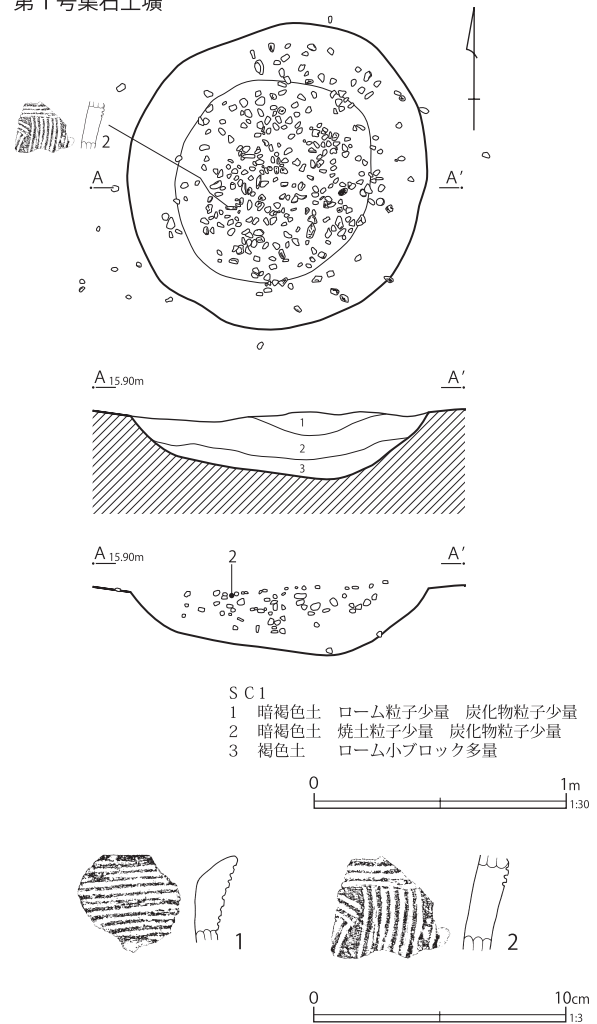 第1号集石土壙
2
A A′
A 15.90m A′
1
2
3
2
A 15.90m A′
SC1
1 暗褐色土 ローム粒子少量 炭化物粒子少量
2 暗褐色土 焼土粒子少量 炭化物粒子少量
3 褐色土 ローム小ブロック多量
0 1m
1:30
1 2
0 10cm
1:3